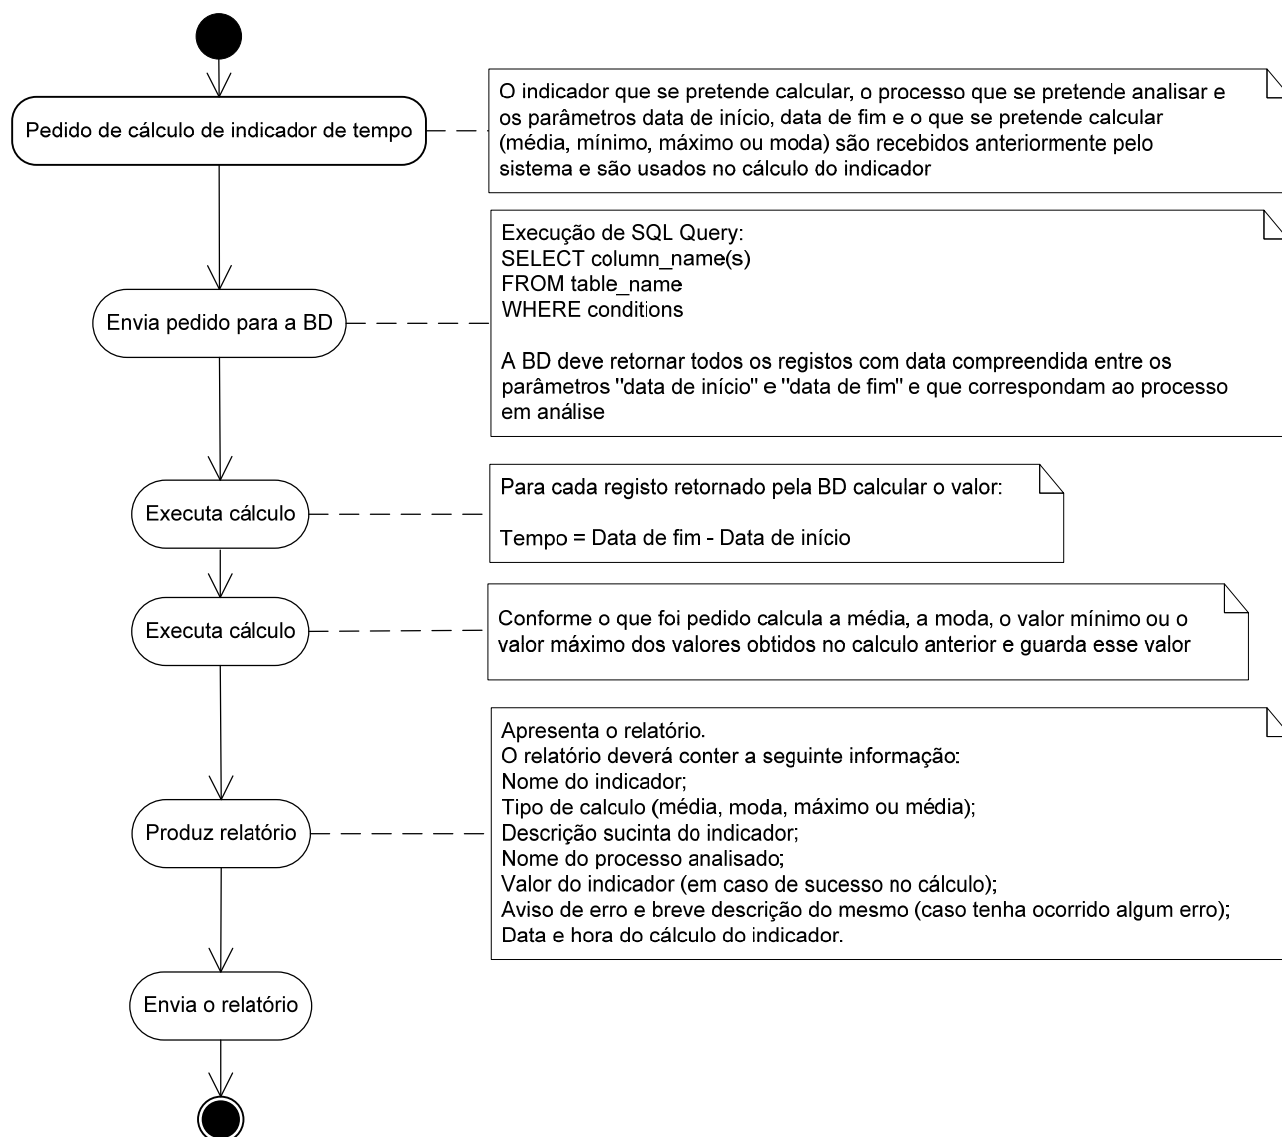 Pedido de cálculo de indicador de tempo
O indicador que se pretende calcular, o processo que se pretende analisar e
os parâmetros data de início, data de fim e o que se pretende calcular
(média, mínimo, máximo ou moda) são recebidos anteriormente pelo
sistema e são usados no cálculo do indicador
Envia pedido para a BD
Execução de SQL Query:
SELECT column_name(s)
FROM table_name
WHERE conditions
A BD deve retornar todos os registos com data compreendida entre os
parâmetros "data de início" e "data de fim" e que correspondam ao processo
em análise
Executa cálculo
Para cada registo retornado pela BD calcular o valor:
Tempo = Data de fim - Data de início
Executa cálculo
Conforme o que foi pedido calcula a média, a moda, o valor mínimo ou o
valor máximo dos valores obtidos no calculo anterior e guarda esse valor
Produz relatório
Apresenta o relatório.
O relatório deverá conter a seguinte informação:
Nome do indicador;
Tipo de calculo (média, moda, máximo ou média);
Descrição sucinta do indicador;
Nome do processo analisado;
Valor do indicador (em caso de sucesso no cálculo);
Aviso de erro e breve descrição do mesmo (caso tenha ocorrido algum erro);
Data e hora do cálculo do indicador.
Envia o relatório